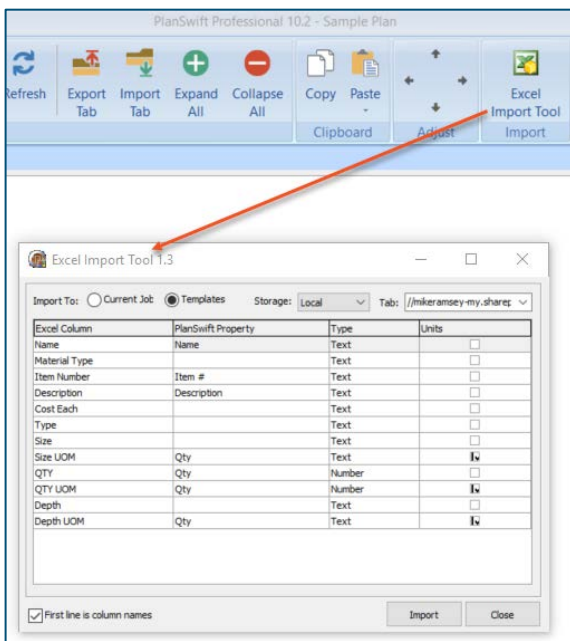 PlanSwift Professional 10.2 - Sample Plan
Refresh Export Tab Import Tab Expand All Collapse All Copy Paste Excel Import Tool
Clipboard Adjust Import
Excel Import Tool 1.3
Import To: Current Job Templates Storage: Local Tab: //mikeramsey-my.sharep
Excel Column PlanSwift Property Type Units
Name Name Text
Material Type Text
Item Number Item # Text
Description Description Text
Cost Each Text
Type Text
Size Text
Size UOM Qty Text
QTY Qty Number
QTY UOM Qty Number
Depth Text
Depth UOM Qty Text
First line is column names Import Close